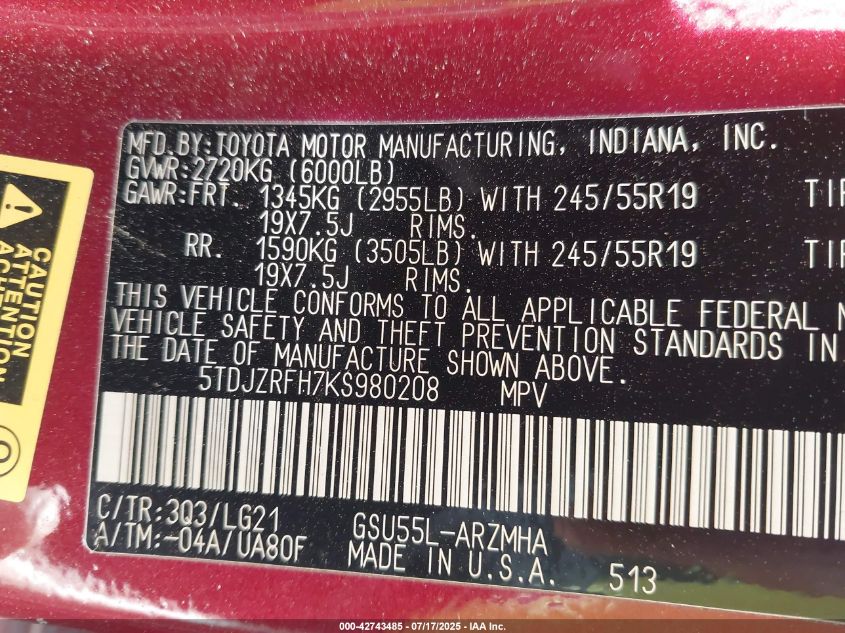 MFD. BY: TOYOTA MOTOR MANUFACTURING, INDIANA, INC.
GVWR: 2720KG (6000LB)
GAWR: FRT. 1345KG (2955LB) WITH 245/55R19 TIR
19X7.5J RIMS.
RR. 1590KG (3505LB) WITH 245/55R19 TIR
19X7.5J RIMS.
THIS VEHICLE CONFORMS TO ALL APPLICABLE FEDERAL M
VEHICLE SAFETY AND THEFT PREVENTION STANDARDS IN
THE DATE OF MANUFACTURE SHOWN ABOVE.
5TDJZRFH7KS980208 MPV
C/TR: 3Q3/LG21 GSU55L-ARZMHA
A/TM: -04A/UA80F MADE IN U.S.A. 513
CAUTION
ATTENTION
000-42743485 - 07/17/2025 - IAA Inc.